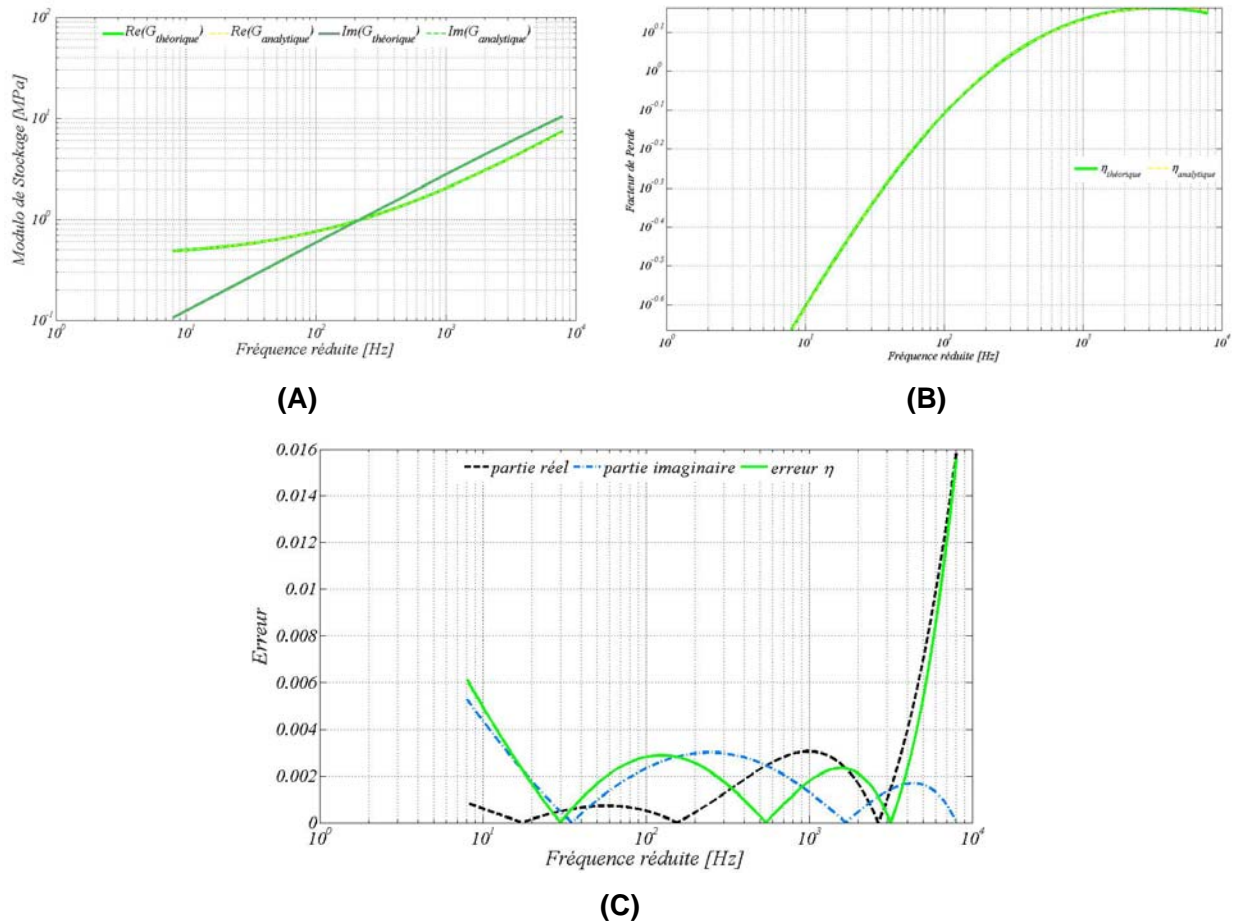 Re(G_théorique) Re(G_analytique) Im(G_théorique) Im(G_analytique)
Modulo de Stockage [MPa]
10^2
10^1
10^0
10^-1
10^0 10^1 10^2 10^3 10^4
Fréquence réduite [Hz]
(A)
Facteur de Perde
10^0.1
10^0
10^-0.1
10^-0.2
10^-0.3
10^-0.4
10^-0.5
10^-0.6
η_théorique η_analytique
10^0 10^1 10^2 10^3 10^4
Fréquence réduite [Hz]
(B)
partie réel partie imaginaire erreur η
Erreur
0.016
0.014
0.012
0.01
0.008
0.006
0.004
0.002
0
10^0 10^1 10^2 10^3 10^4
Fréquence réduite [Hz]
(C)